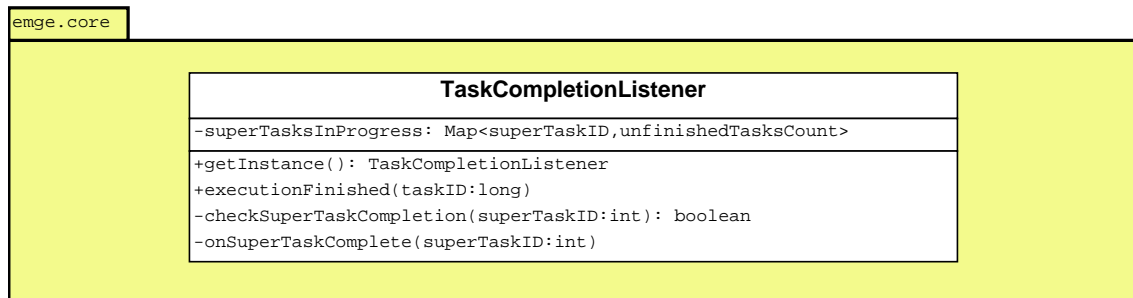 emge.core
TaskCompletionListener
-superTasksInProgress: Map<superTaskID,unfinishedTasksCount>
+getInstance(): TaskCompletionListener
+executionFinished(taskID:long)
-checkSuperTaskCompletion(superTaskID:int): boolean
-onSuperTaskComplete(superTaskID:int)